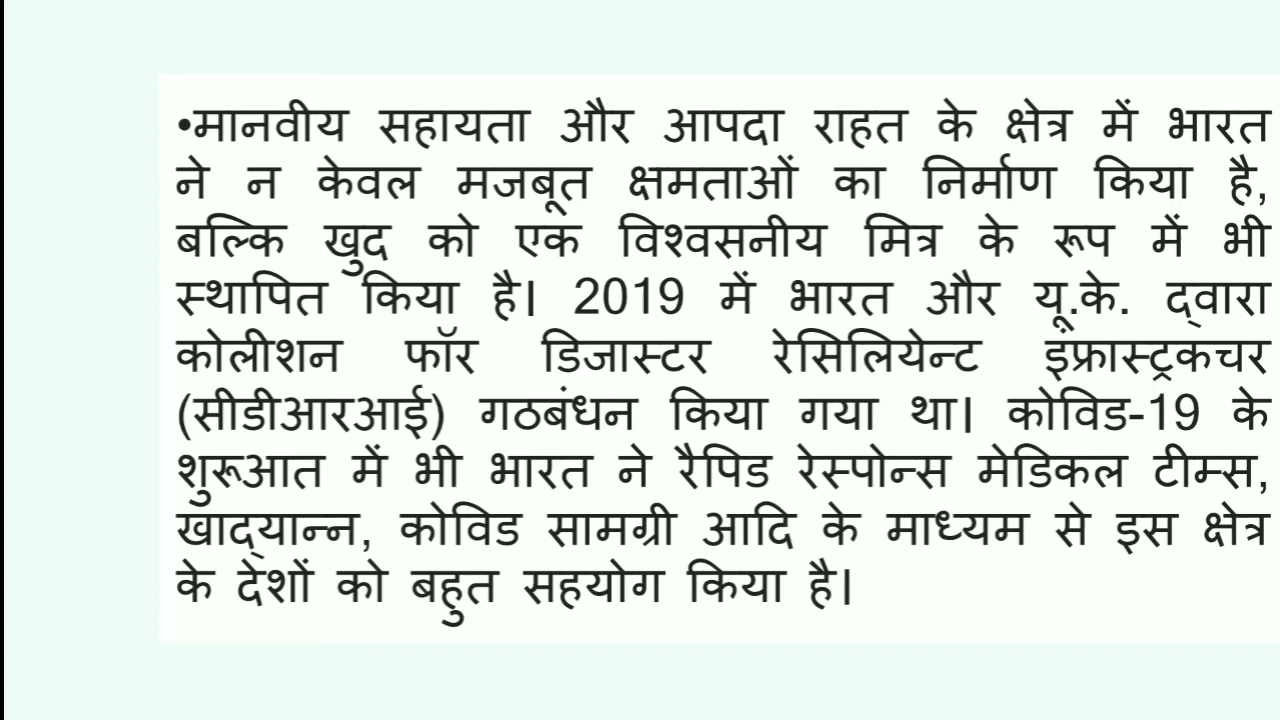 •मानवीय सहायता और आपदा राहत के क्षेत्र में भारत
ने न केवल मजबूत क्षमताओं का निर्माण किया है,
बल्कि खुद को एक विश्वसनीय मित्र के रूप में भी
स्थापित किया है। 2019 में भारत और यू.के. द्वारा
कोलीशन फॉर डिजास्टर रेसिलियेन्ट इंफ्रास्ट्रकचर
(सीडीआरआई) गठबंधन किया गया था। कोविड-19 के
शुरूआत में भी भारत ने रैपिड रेस्पोन्स मेडिकल टीम्स,
खाद्यान्न, कोविड सामग्री आदि के माध्यम से इस क्षेत्र
के देशों को बहुत सहयोग किया है।